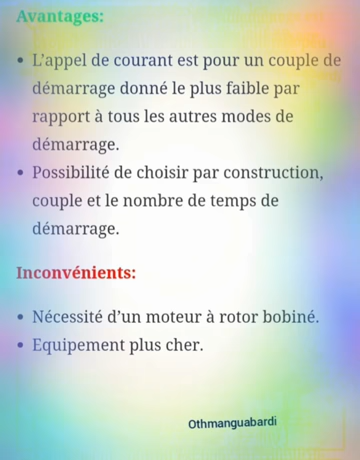 Avantages:
• L’appel de courant est pour un couple de
démarrage donné le plus faible par
rapport à tous les autres modes de
démarrage.
• Possibilité de choisir par construction,
couple et le nombre de temps de
démarrage.
Inconvénients:
• Nécessité d’un moteur à rotor bobiné.
• Equipement plus cher.
Othmanguabardi